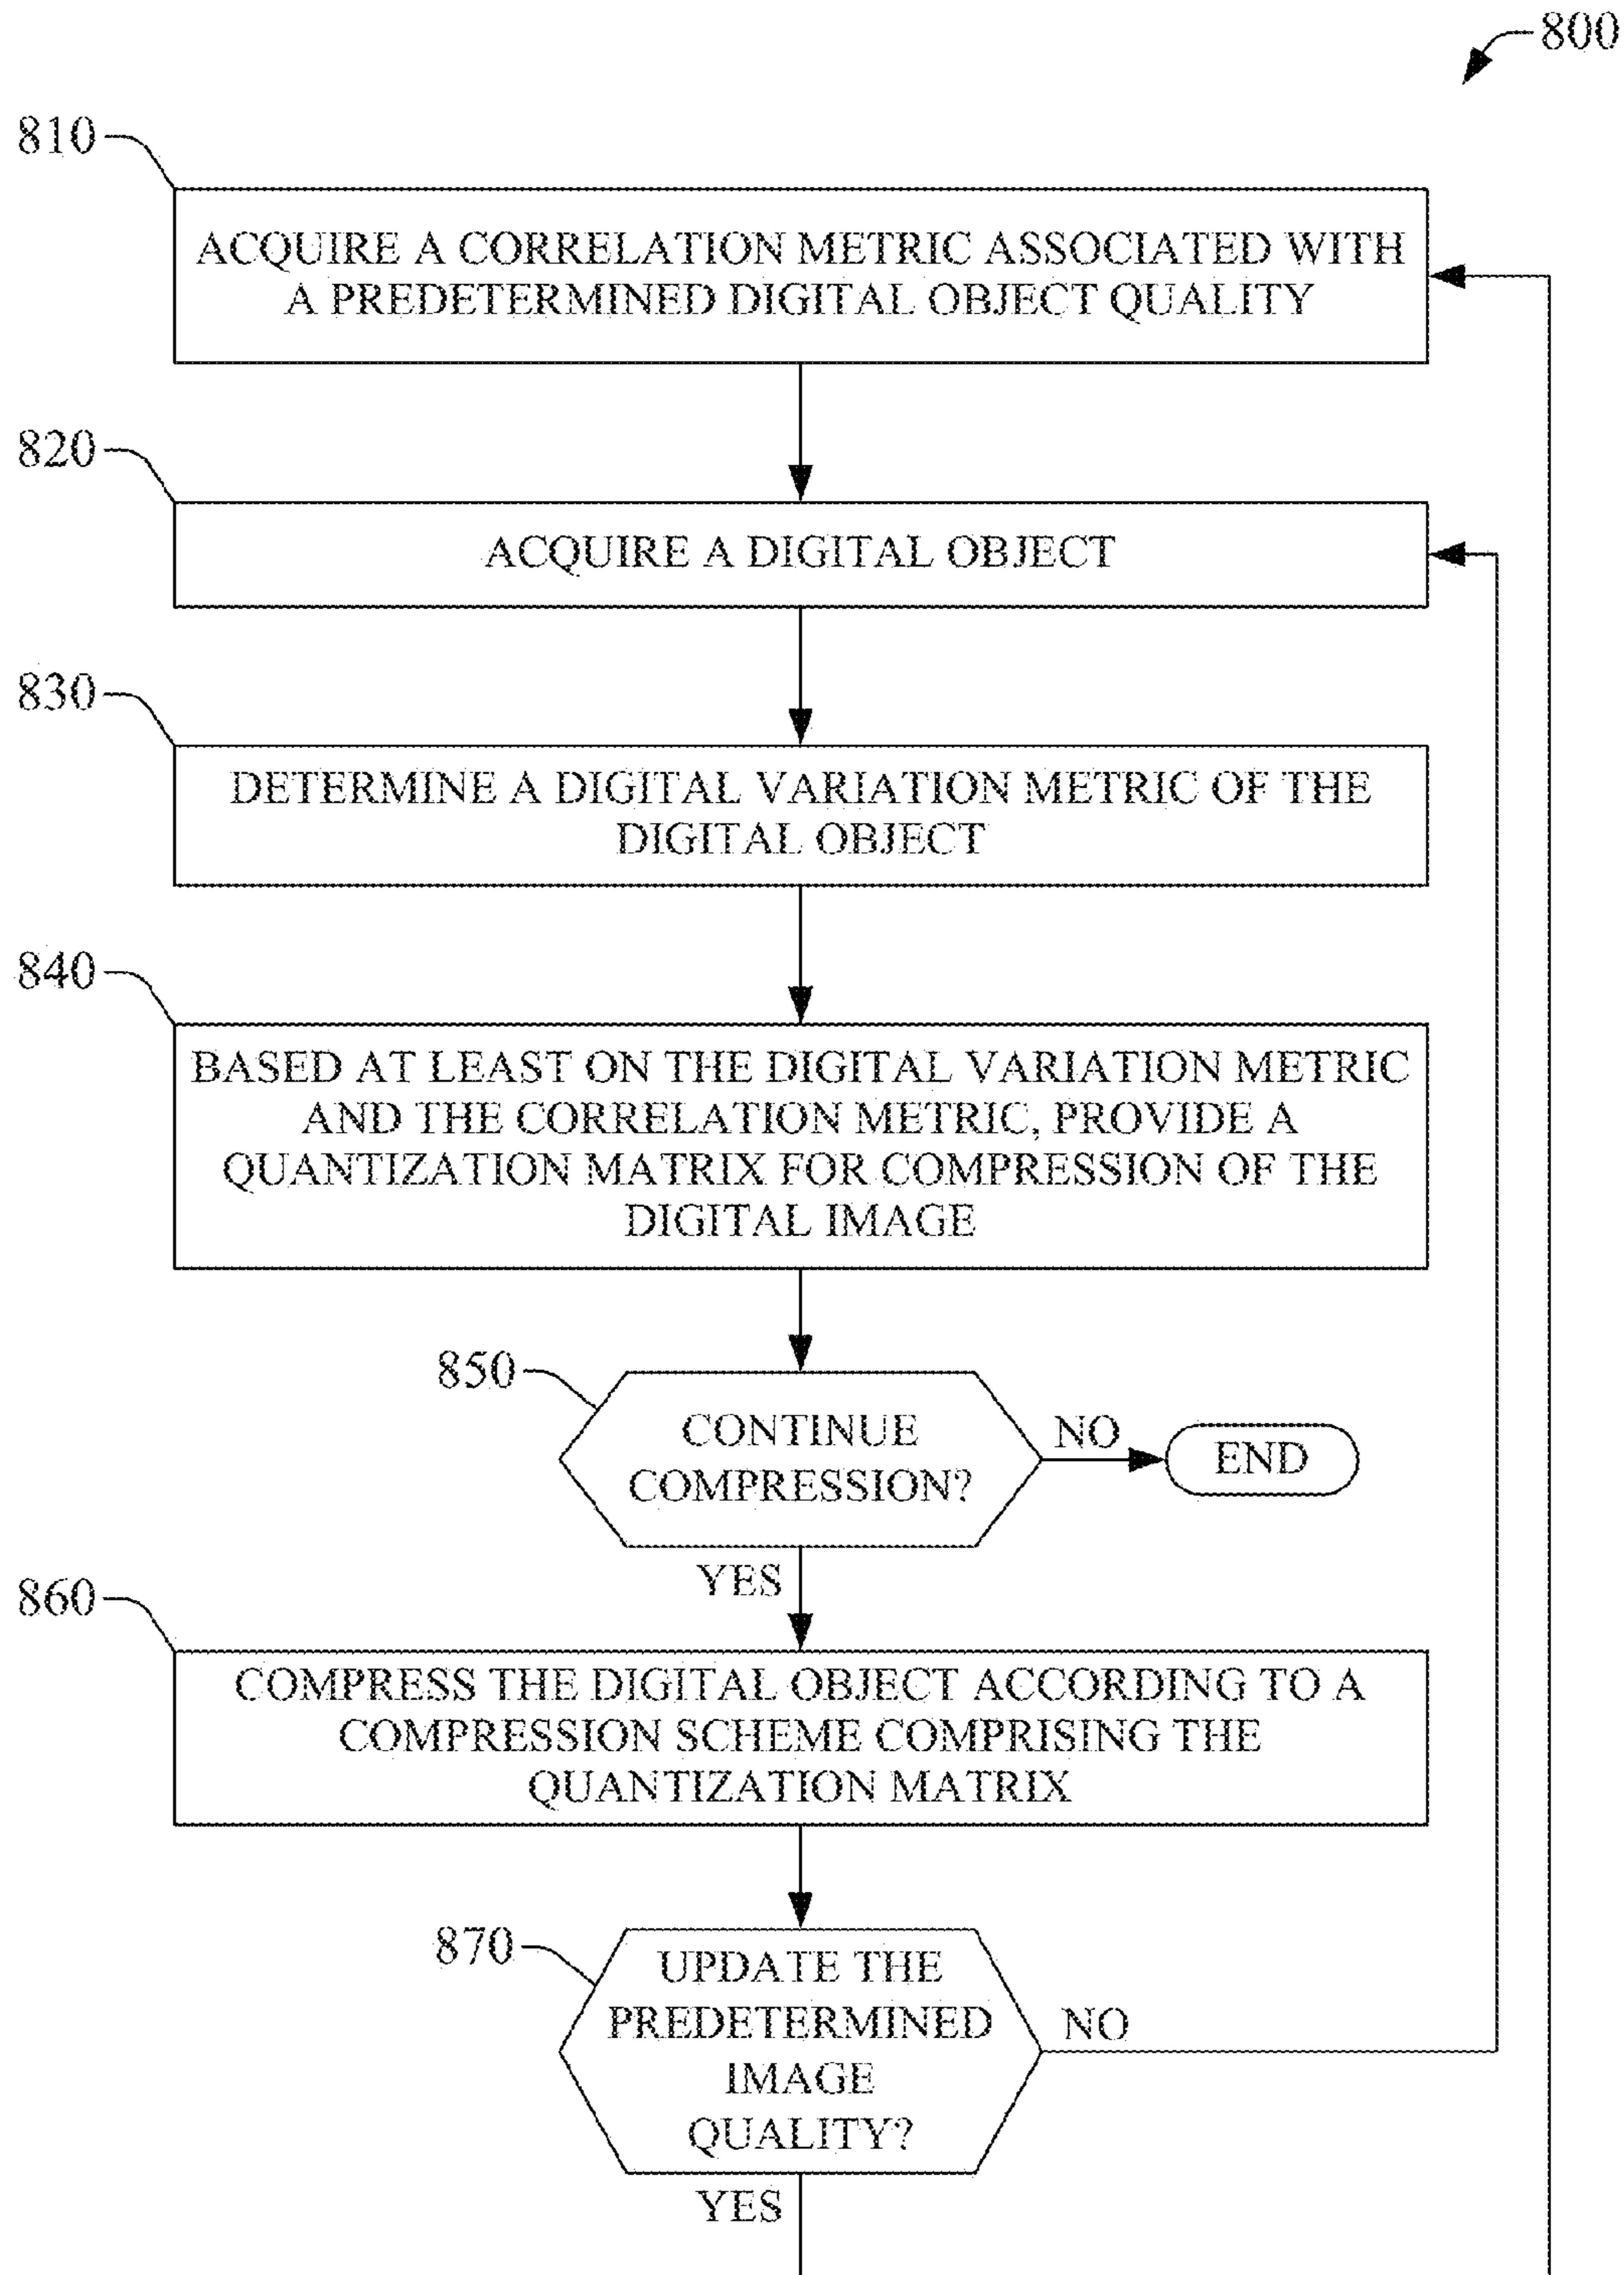 800
810
ACQUIRE A CORRELATION METRIC ASSOCIATED WITH
A PREDETERMINED DIGITAL OBJECT QUALITY
820
ACQUIRE A DIGITAL OBJECT
830
DETERMINE A DIGITAL VARIATION METRIC OF THE
DIGITAL OBJECT
840
BASED AT LEAST ON THE DIGITAL VARIATION METRIC
AND THE CORRELATION METRIC, PROVIDE A
QUANTIZATION MATRIX FOR COMPRESSION OF THE
DIGITAL IMAGE
850
CONTINUE
COMPRESSION?
NO
END
YES
860
COMPRESS THE DIGITAL OBJECT ACCORDING TO A
COMPRESSION SCHEME COMPRISING THE
QUANTIZATION MATRIX
870
UPDATE THE
PREDETERMINED
IMAGE
QUALITY?
NO
YES